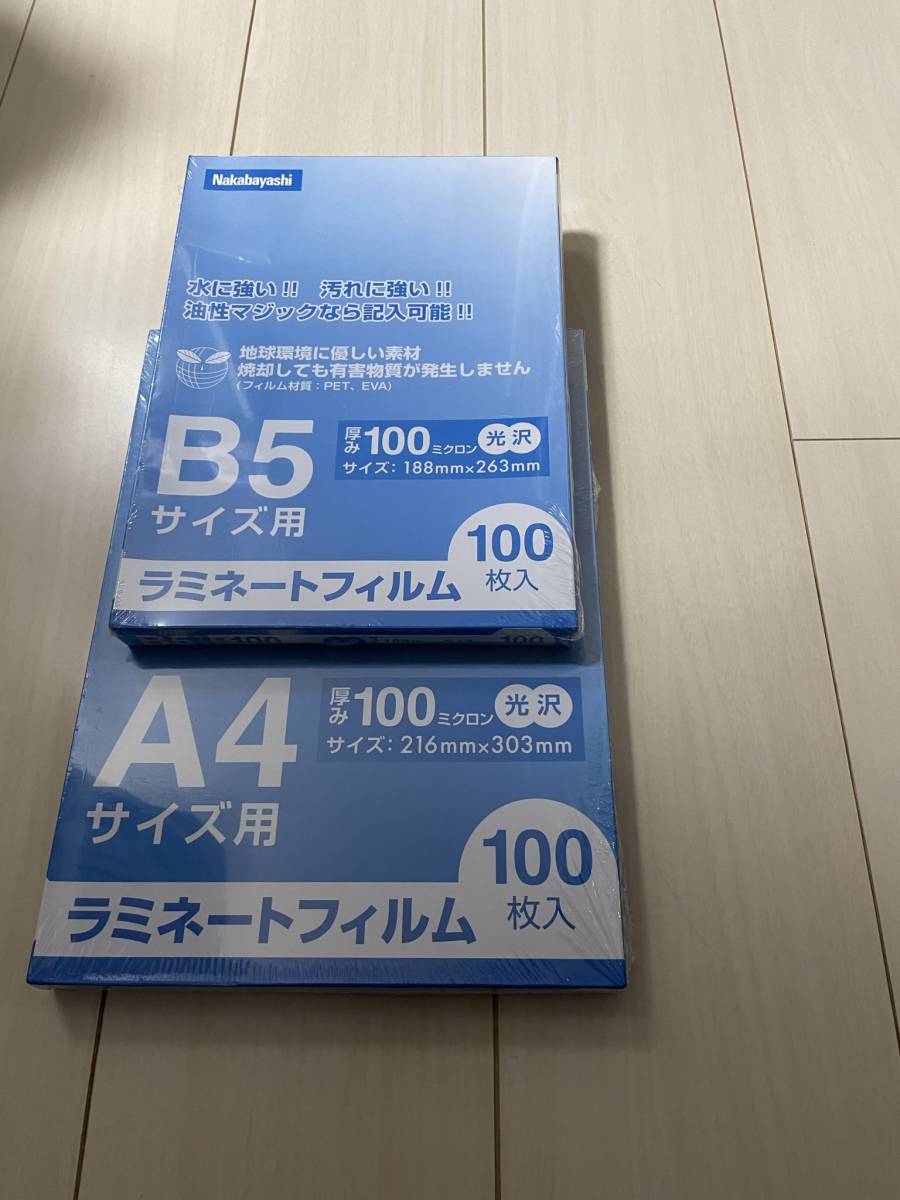 Nakabayashi
水に強い!! 汚れに強い!!
油性マジックなら記入可能!!
地球環境に優しい素材
焼却しても有害物質が発生しません
(フィルム材質:PET、EVA)
B5
サイズ用
厚み100ミクロン 光沢
サイズ:188mm×263mm
100
枚入
ラミネートフィルム
100
A4
サイズ用
厚み100ミクロン 光沢
サイズ:216mm×303mm
100
枚入
ラミネートフィルム